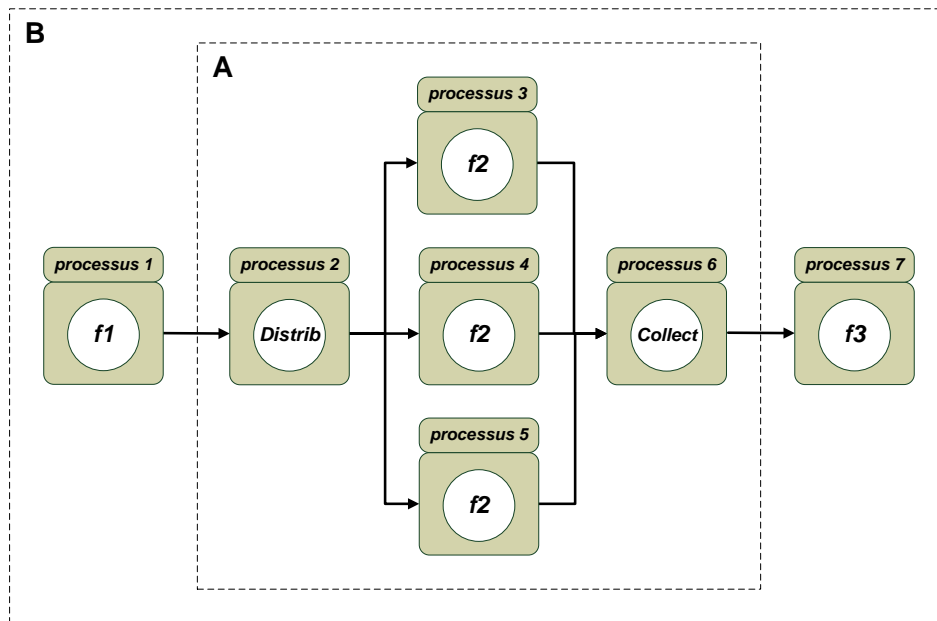 B
A
processus 3
f2
processus 1
f1
processus 2
Distrib
processus 4
f2
processus 6
Collect
processus 7
f3
processus 5
f2